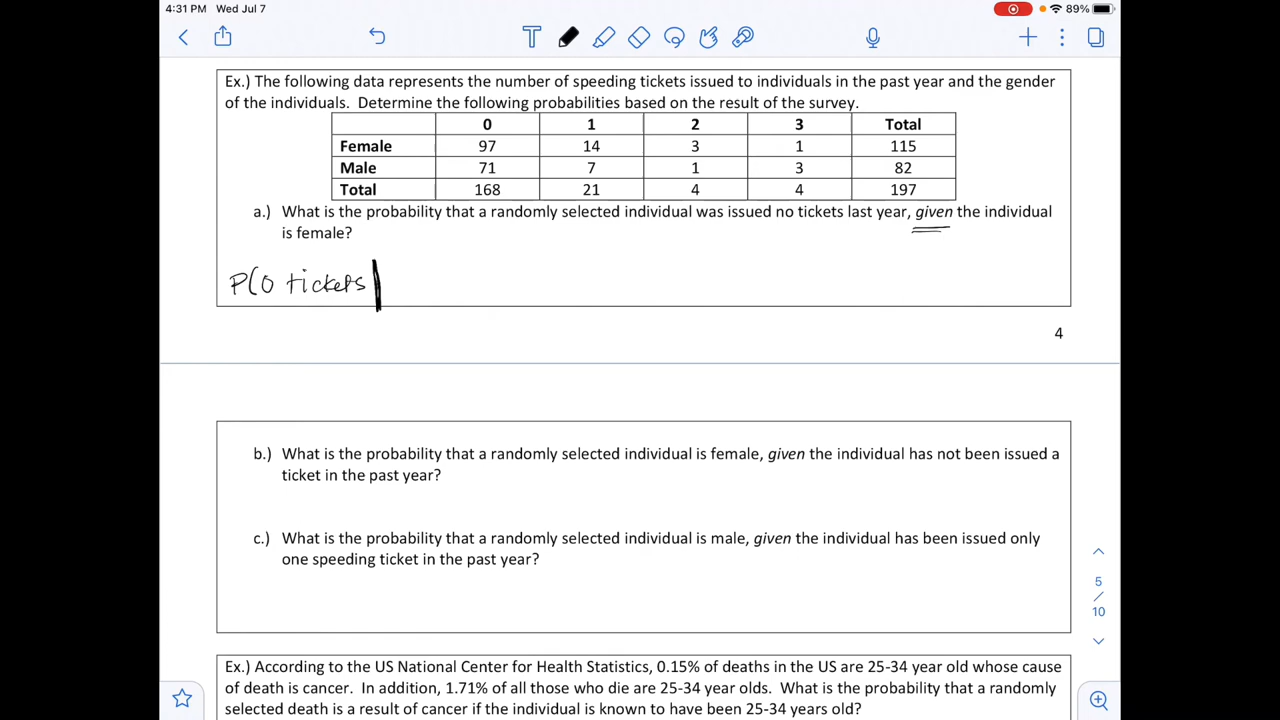 4:31 PM Wed Jul 7
89%
Ex.) The following data represents the number of speeding tickets issued to individuals in the past year and the gender
of the individuals. Determine the following probabilities based on the result of the survey.
0 1 2 3 Total
Female 97 14 3 1 115
Male 71 7 1 3 82
Total 168 21 4 4 197
a.) What is the probability that a randomly selected individual was issued no tickets last year, given the individual
is female?
P(0 tickets|
4
b.) What is the probability that a randomly selected individual is female, given the individual has not been issued a
ticket in the past year?
c.) What is the probability that a randomly selected individual is male, given the individual has been issued only
one speeding ticket in the past year?
5
/
10
Ex.) According to the US National Center for Health Statistics, 0.15% of deaths in the US are 25-34 year old whose cause
of death is cancer. In addition, 1.71% of all those who die are 25-34 year olds. What is the probability that a randomly
selected death is a result of cancer if the individual is known to have been 25-34 years old?